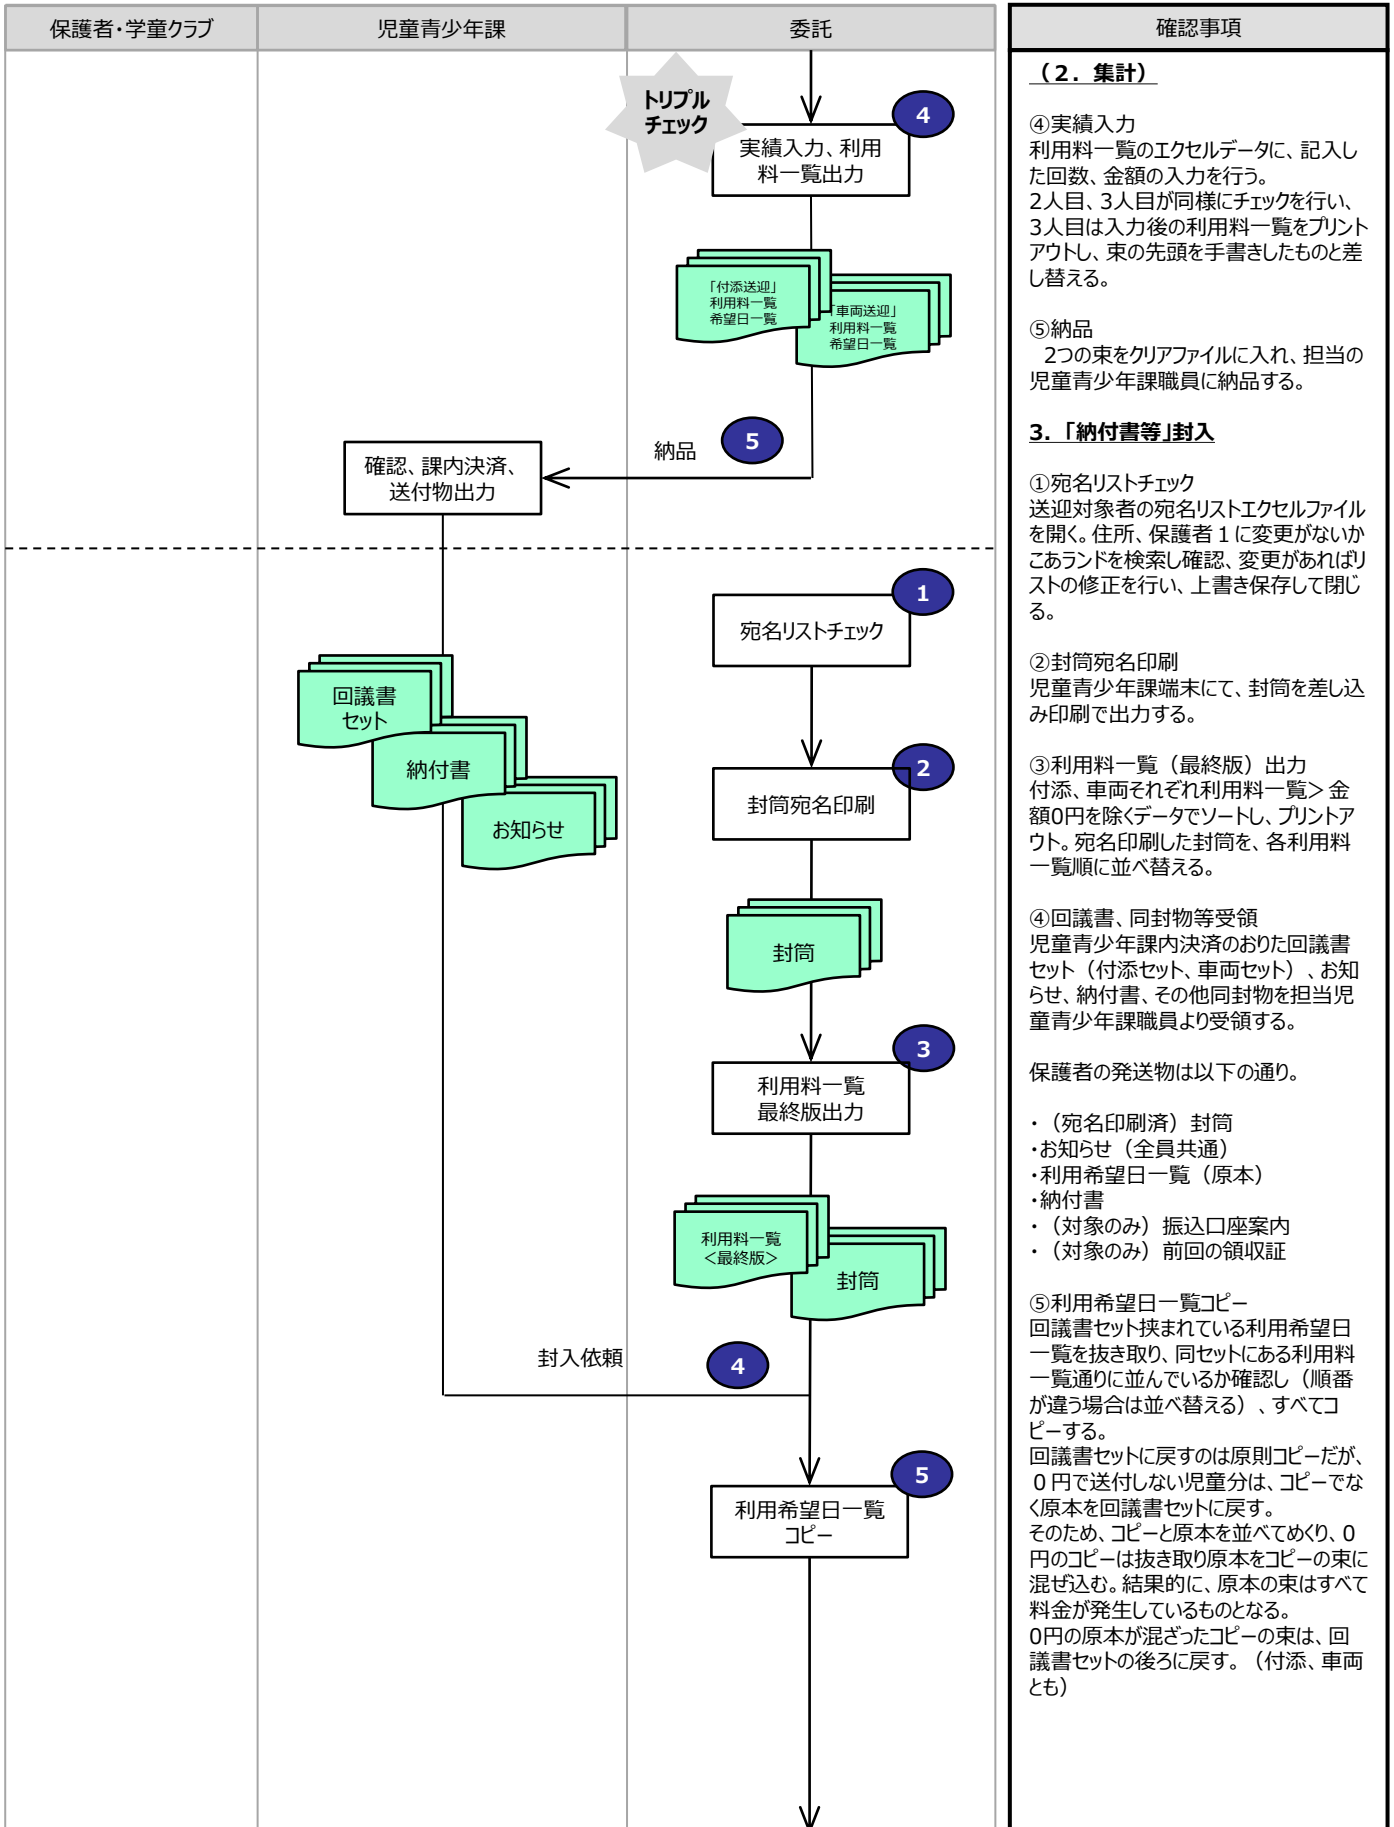 保護者・学童クラブ
児童青少年課
委託
確認事項
トリプル
チェック
4
実績入力、利用
料一覧出力
「付添送迎」
利用料一覧
希望日一覧
「車両送迎」
利用料一覧
希望日一覧
納品
5
確認、課内決済、
送付物出力
1
宛名リストチェック
回議書
セット
納付書
お知らせ
2
封筒宛名印刷
封筒
3
利用料一覧
最終版出力
利用料一覧
＜最終版＞
封筒
封入依頼
4
5
利用希望日一覧
コピー
（２．集計）
④実績入力
利用料一覧のエクセルデータに、記入し
た回数、金額の入力を行う。
2人目、3人目が同様にチェックを行い、
3人目は入力後の利用料一覧をプリント
アウトし、束の先頭を手書きしたものと差
し替える。
⑤納品
　2つの束をクリアファイルに入れ、担当の
児童青少年課職員に納品する。
3.「納付書等」封入
①宛名リストチェック
送迎対象者の宛名リストエクセルファイル
を開く。住所、保護者１に変更がないか
こあランドを検索し確認、変更があればリ
ストの修正を行い、上書き保存して閉じ
る。
②封筒宛名印刷
児童青少年課端末にて、封筒を差し込
み印刷で出力する。
③利用料一覧（最終版）出力
付添、車両それぞれ利用料一覧＞金
額0円を除くデータでソートし、プリントア
ウト。宛名印刷した封筒を、各利用料
一覧順に並べ替える。
④回議書、同封物等受領
児童青少年課内決済のおりた回議書
セット（付添セット、車両セット）、お知
らせ、納付書、その他同封物を担当児
童青少年課職員より受領する。
保護者の発送物は以下の通り。
・（宛名印刷済）封筒
・お知らせ（全員共通）
・利用希望日一覧（原本）
・納付書
・（対象のみ）振込口座案内
・（対象のみ）前回の領収証
⑤利用希望日一覧コピー
回議書セット挟まれている利用希望日
一覧を抜き取り、同セットにある利用料
一覧通りに並んでいるか確認し（順番
が違う場合は並べ替える）、すべてコ
ピーする。
回議書セットに戻すのは原則コピーだが、
０円で送付しない児童分は、コピーでな
く原本を回議書セットに戻す。
そのため、コピーと原本を並べてめくり、0
円のコピーは抜き取り原本をコピーの束に
混ぜ込む。結果的に、原本の束はすべて
料金が発生しているものとなる。
0円の原本が混ざったコピーの束は、回
議書セットの後ろに戻す。（付添、車両
とも）